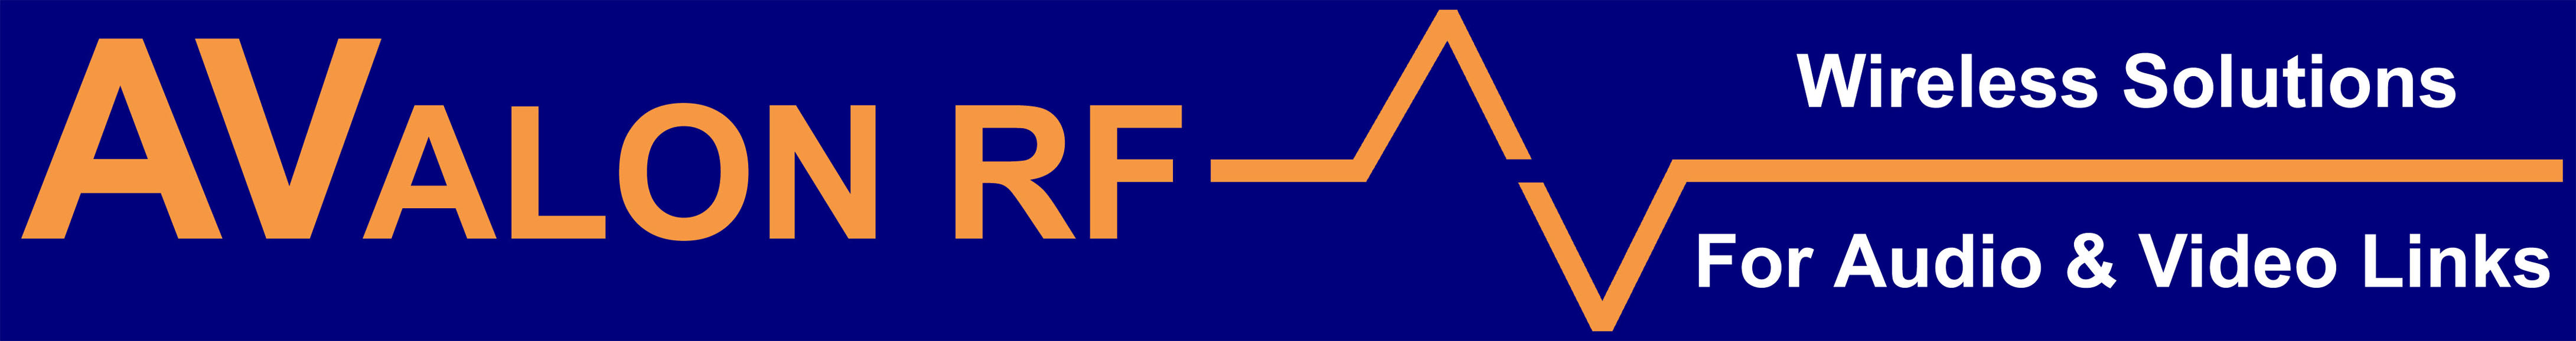 AVALON RF
Wireless Solutions
For Audio & Video Links